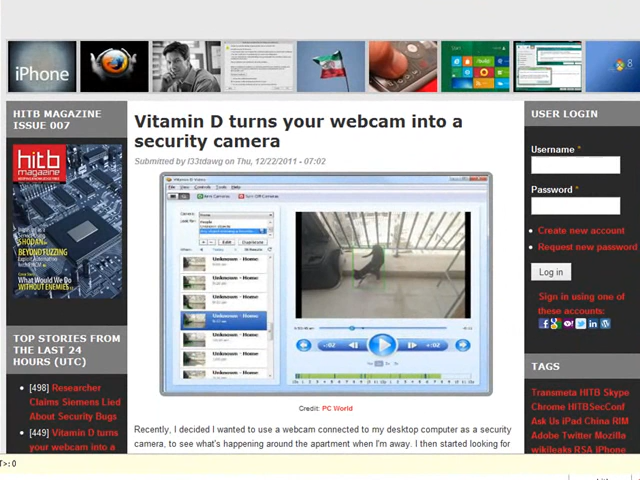 iPhone
HITB MAGAZINE
ISSUE 007
hitb
magazine
SHODAN
BEYOND FUZZING
What Would We Do
WITHOUT ENEMIES
TOP STORIES FROM
THE LAST 24
HOURS (UTC)
[498] Researcher
Claims Siemens Lied
About Security Bugs
[449] Vitamin D turns
your webcam into a
Vitamin D turns your webcam into a
security camera
Submitted by l33tdawg on Thu, 12/22/2011 - 07:02
Vitamin D Video
File View Controls Tools Help
Edit Duplicate
Unknown - Home
Unknown - Home
Unknown - Home
Unknown - Home
Unknown - Home
Unknown - Home
Credit: PC World
Recently, I decided I wanted to use a webcam connected to my desktop computer as a security
camera, to see what's happening around the apartment when I'm away. I then started looking for
USER LOGIN
Username *
Password *
Create new account
Request new password
Log in
Sign in using one of
these accounts:
TAGS
Transmeta HITB Skype
Chrome HITBSecConf
Ask Us iPad China RIM
Adobe Twitter Mozilla
wikileaks RSA iPhone
T>: 0